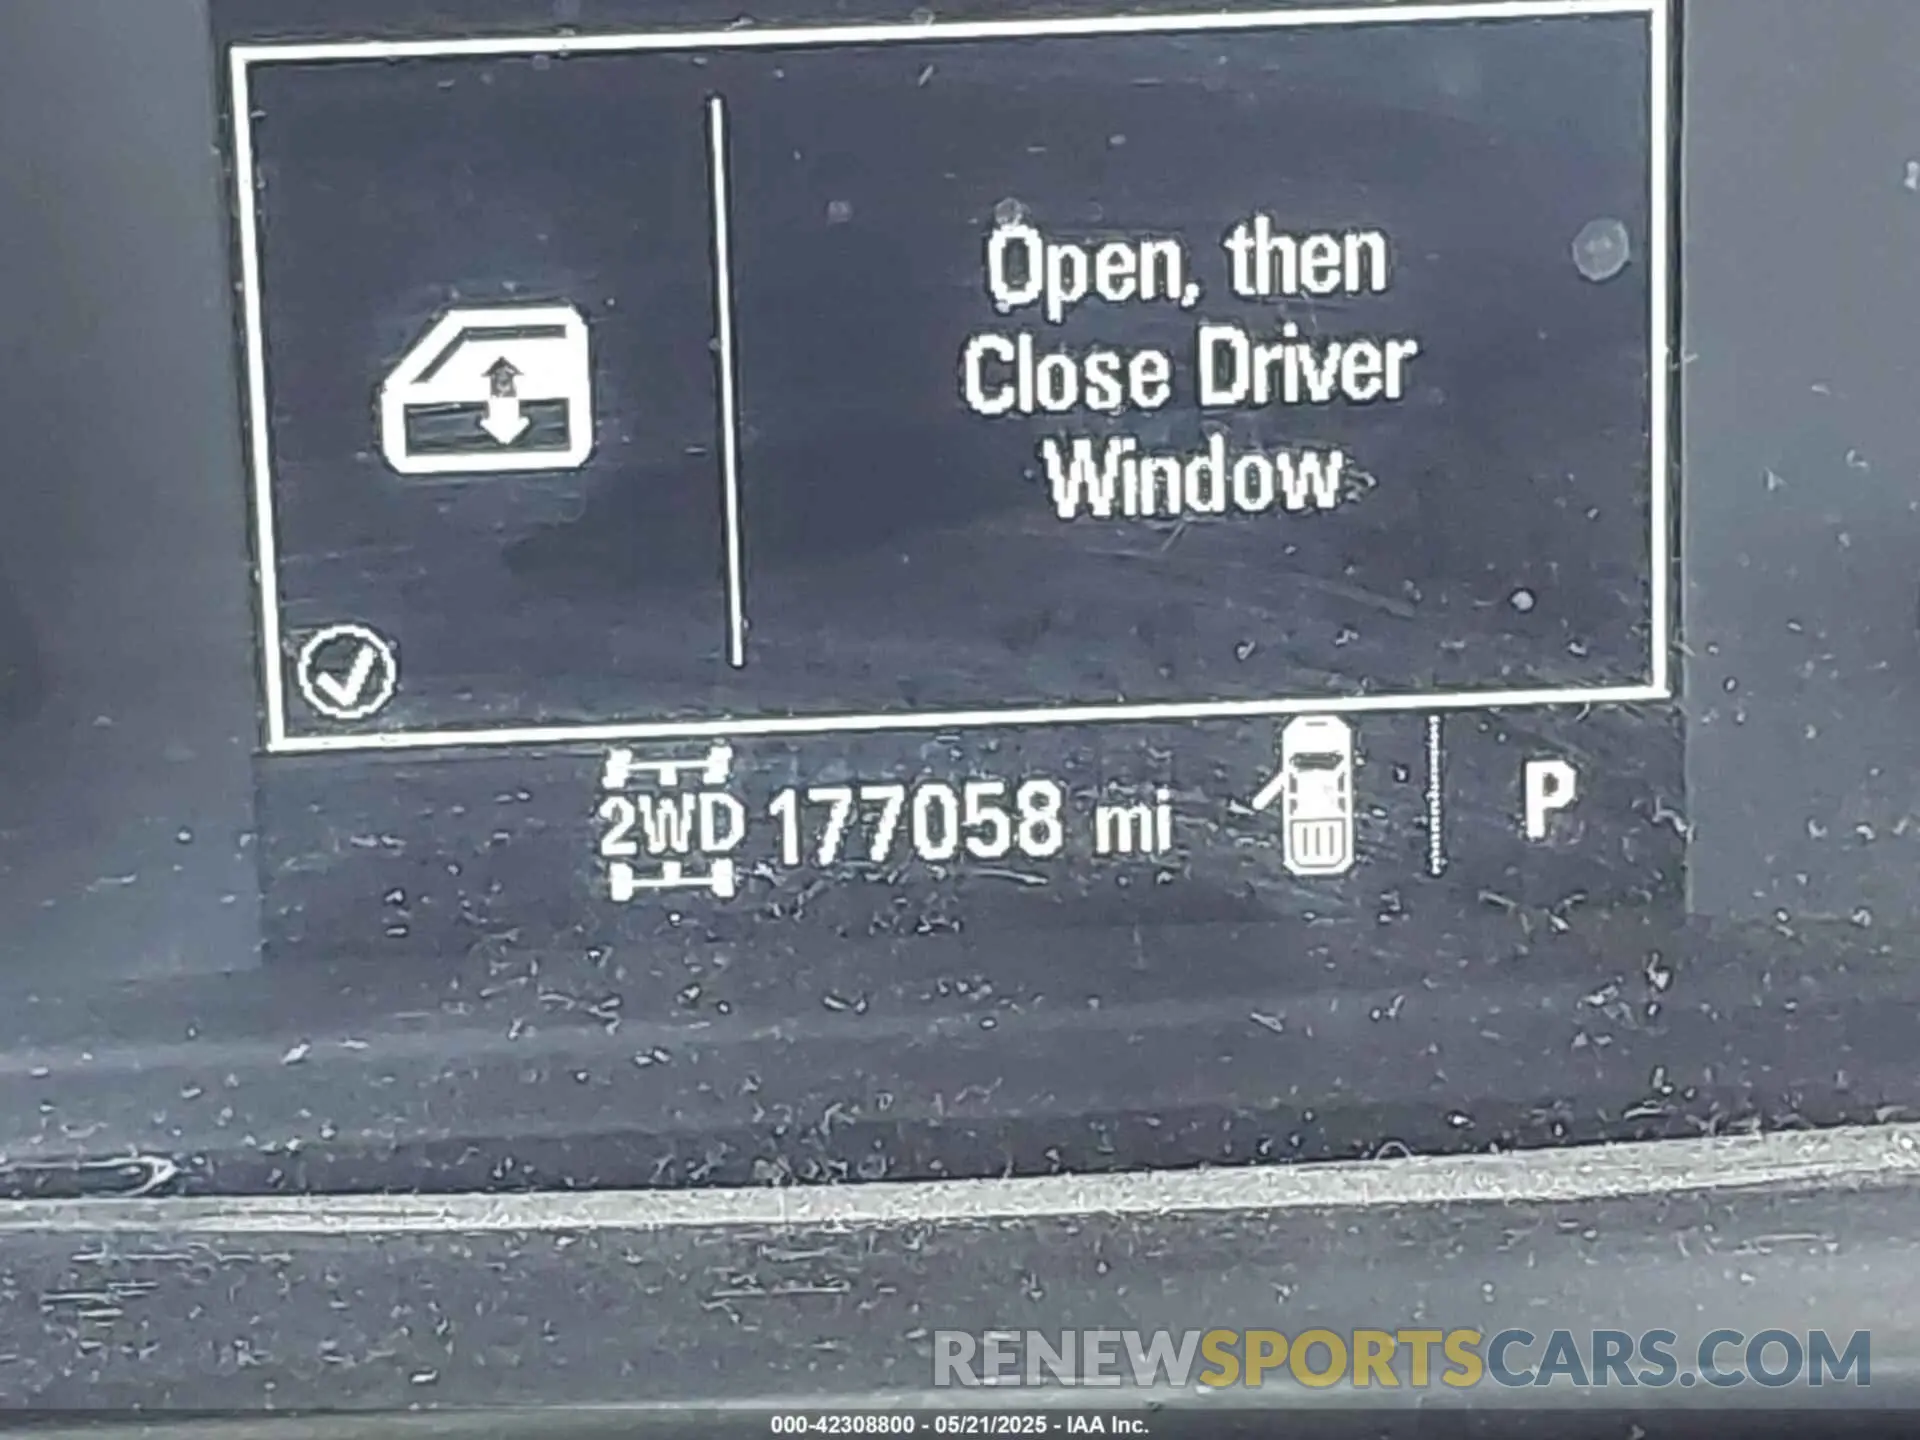 Open, then
Close Driver
Window
2WD 177058 mi P
RENEWSPORTSCARS.COM
000-42308800 - 05/21/2025 - IAA Inc.